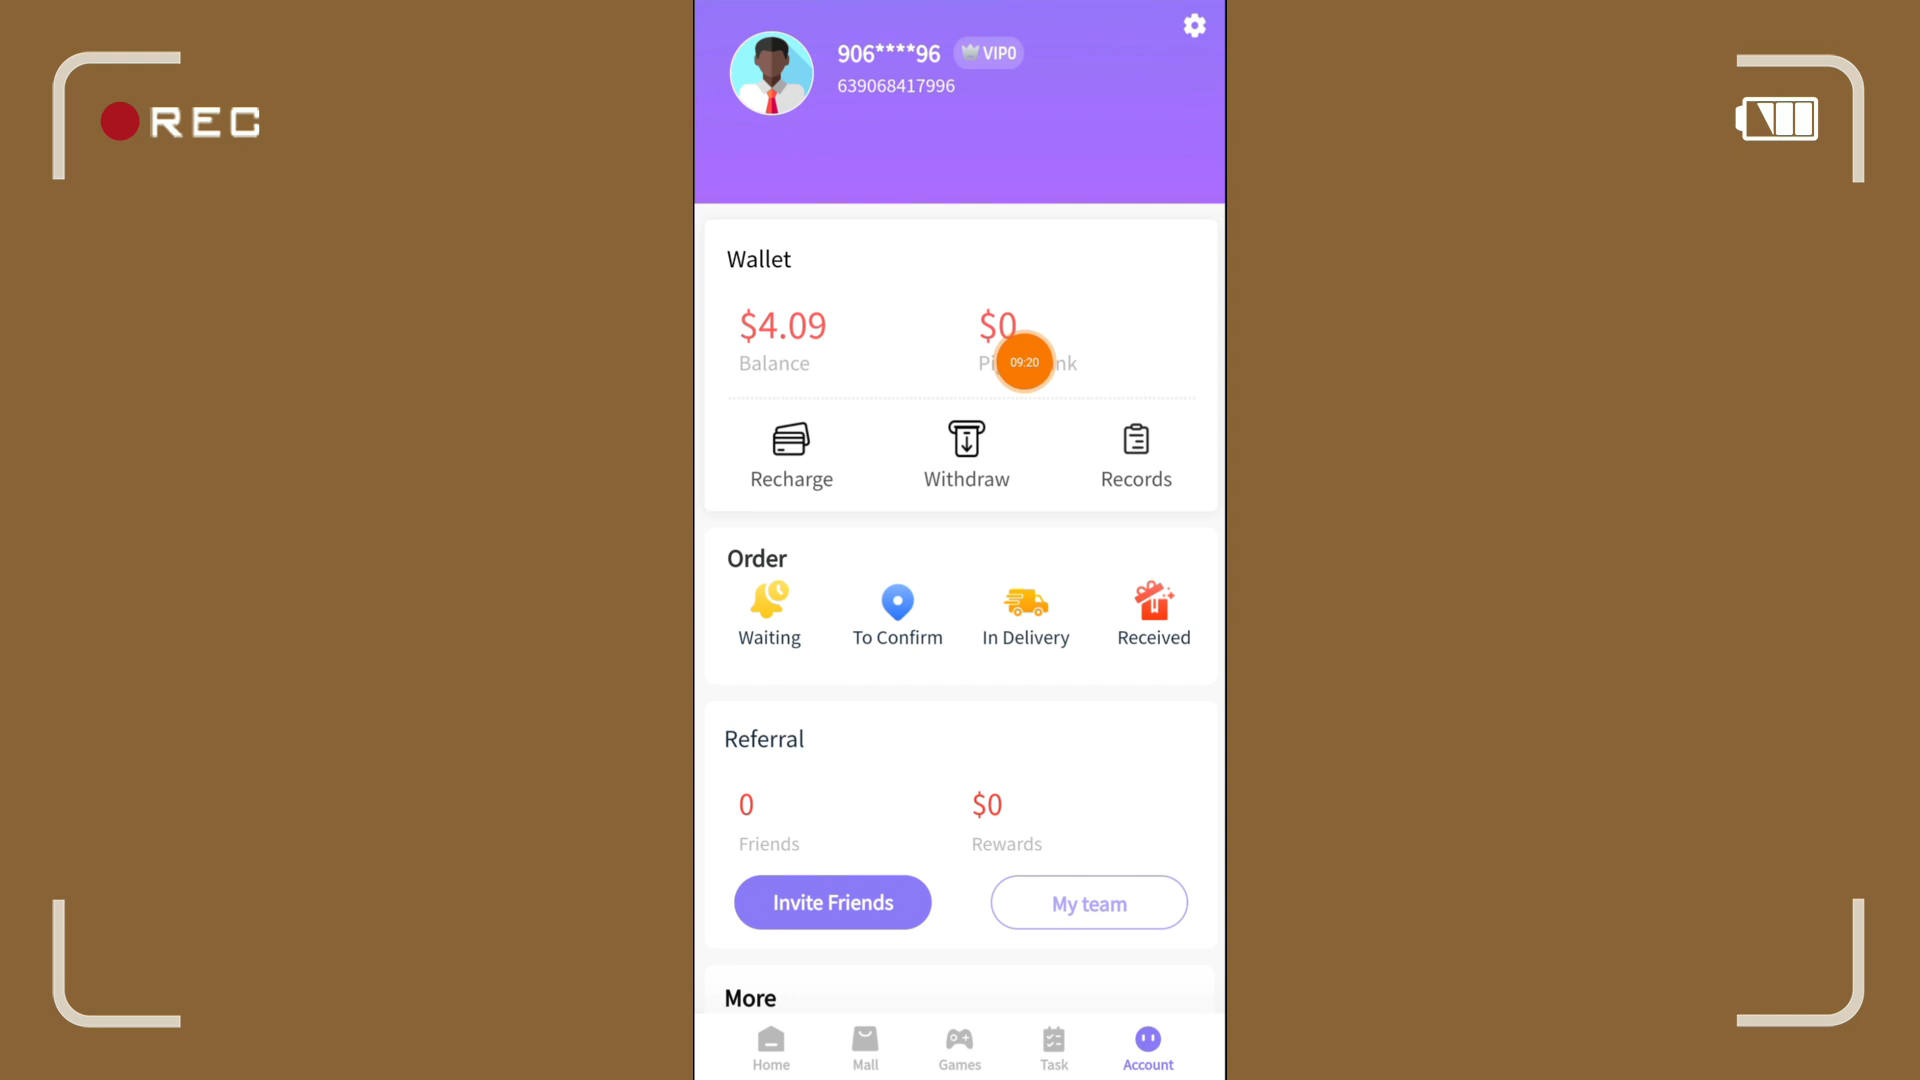 REC
906****96 VIP0
639068417996
Wallet
$4.09 $0
Balance
09:20
Recharge Withdraw Records
Order
Waiting To Confirm In Delivery Received
Referral
0 $0
Friends Rewards
Invite Friends My team
More
Home Mall Games Task Account